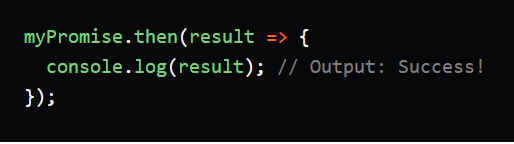 myPromise.then(result => {
  console.log(result); // Output: Success!
});